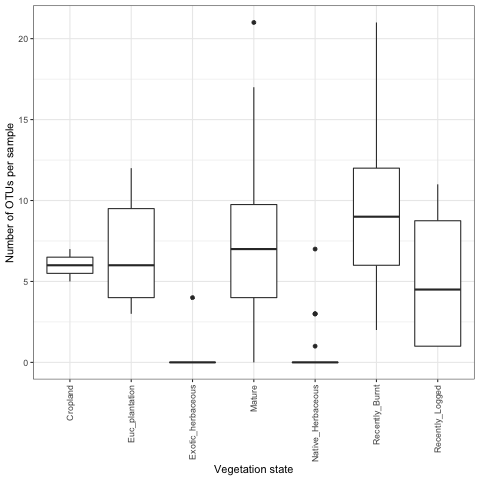 Number of OTUs per sample
20
15
10
5
0
Cropland
Euc_plantation
Exotic_herbaceous
Mature
Native_Herbaceous
Recently_Burnt
Recently_Logged
Vegetation state